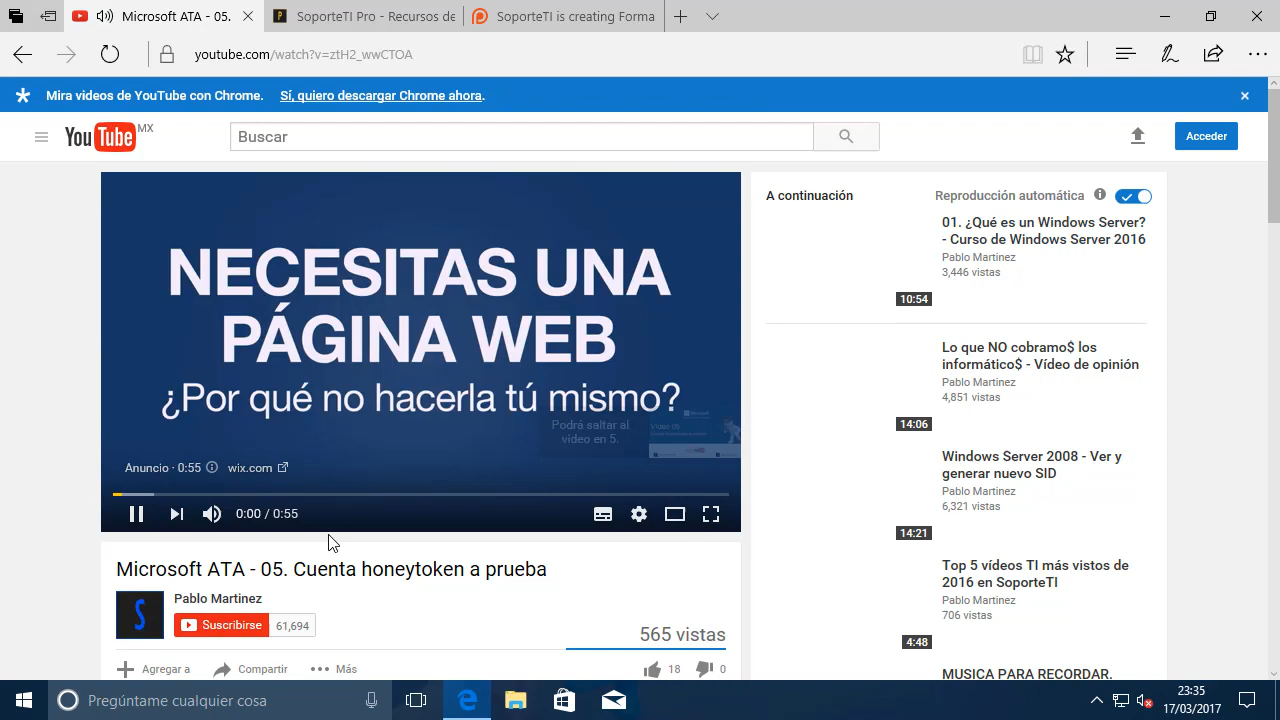 Microsoft ATA - 05.
SoporteTI Pro - Recursos de
SoporteTI is creating Forma
youtube.com/watch?v=ztH2_wwCTOA
Mira videos de YouTube con Chrome. Sí, quiero descargar Chrome ahora.
YouTube MX
Buscar
Acceder
NECESITAS UNA
PÁGINA WEB
¿Por qué no hacerla tú mismo?
Podrá saltar al
video en 5.
Microsoft
Vídeo 05
Anuncio · 0:55 wix.com
0:00 / 0:55
Microsoft ATA - 05. Cuenta honeytoken a prueba
Pablo Martinez
Suscribirse 61,694
565 vistas
Agregar a Compartir Más 18 0
A continuación Reproducción automática
01. ¿Qué es un Windows Server?
- Curso de Windows Server 2016
Pablo Martinez
3,446 vistas
10:54
Lo que NO cobramo$ los
informático$ - Vídeo de opinión
Pablo Martinez
4,851 vistas
14:06
Windows Server 2008 - Ver y
generar nuevo SID
Pablo Martinez
6,321 vistas
14:21
Top 5 vídeos TI más vistos de
2016 en SoporteTI
Pablo Martinez
706 vistas
4:48
MUSICA PARA RECORDAR.
Pregúntame cualquier cosa
23:35
17/03/2017